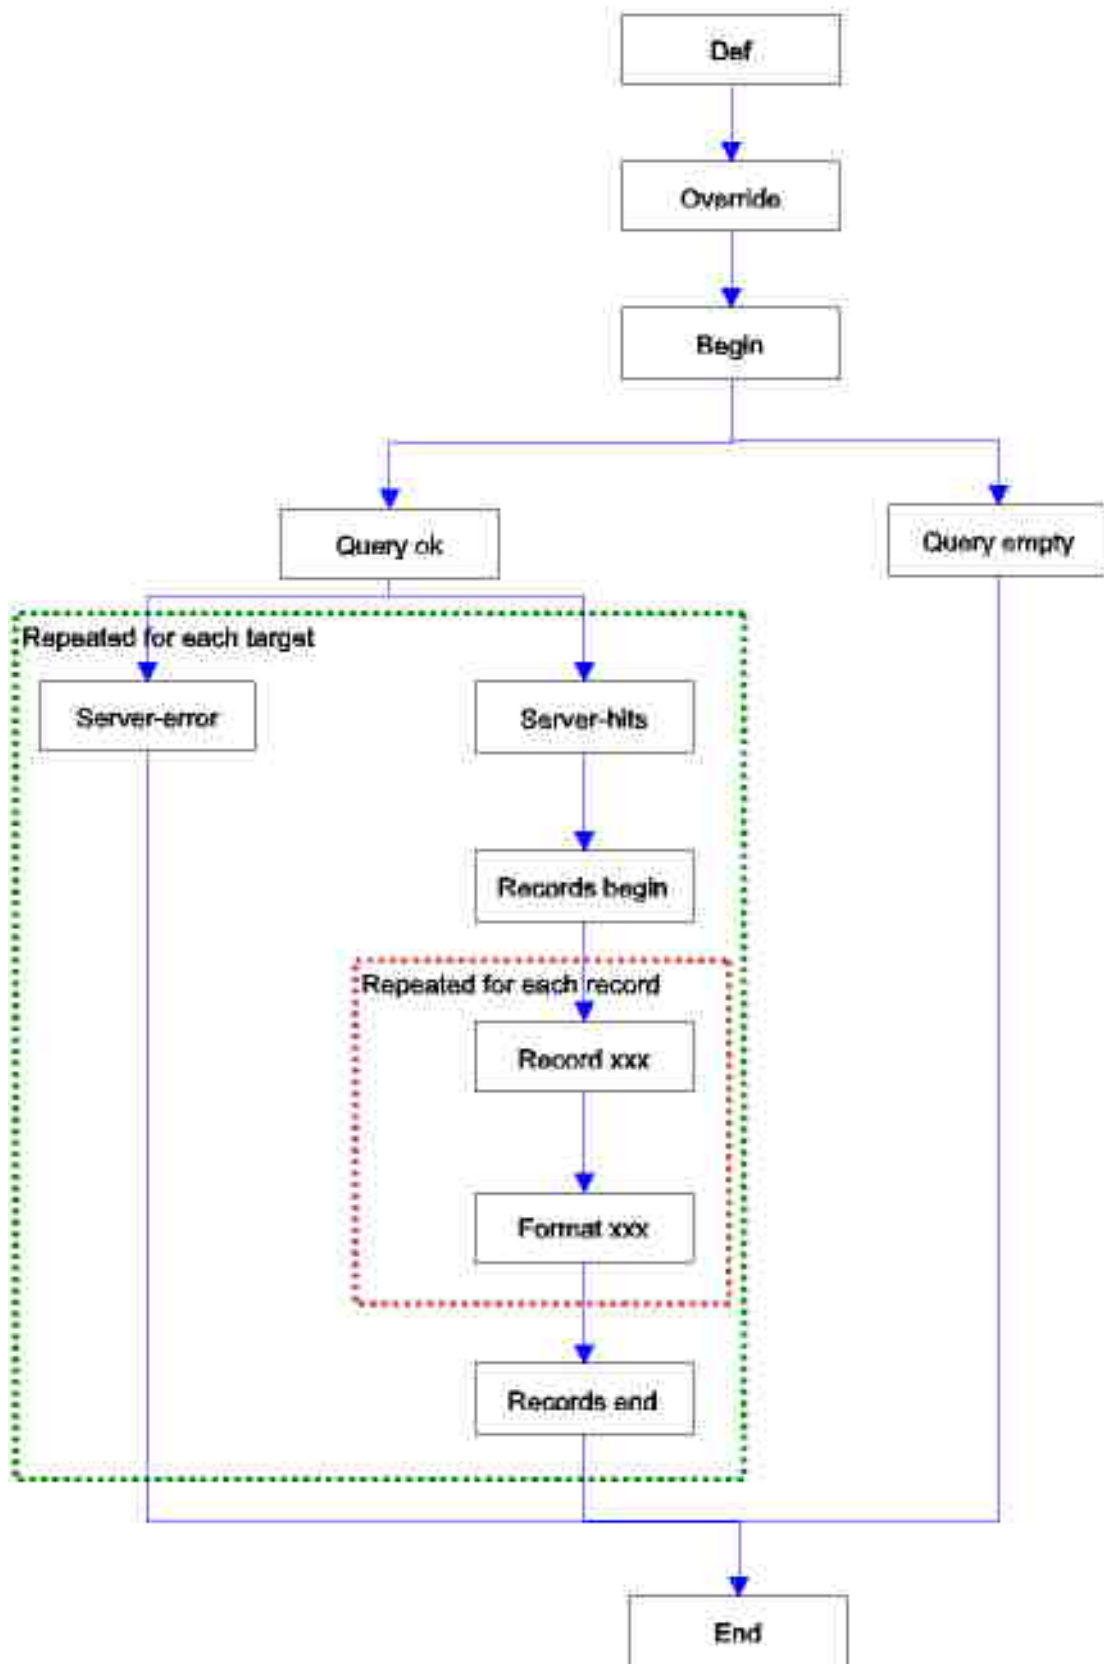 Def
Override
Begin
Query ok
Query empty
Repeated for each target
Server-error
Server-hits
Records begin
Repeated for each record
Record xxx
Format xxx
Records end
End